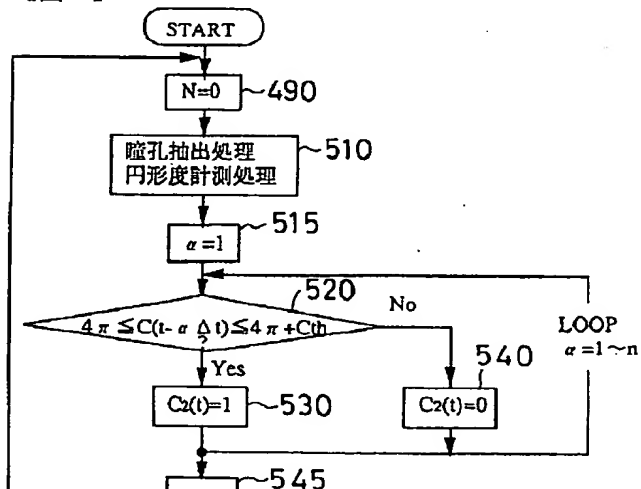 START
N=0 490
瞳孔抽出処理
円形度計測処理
510
α=1 515
520
4π≦C(t-αΔt)≦4π+Cth
?
No
Yes
LOOP
α=1~n
C2(t)=1 530
C2(t)=0 540
545